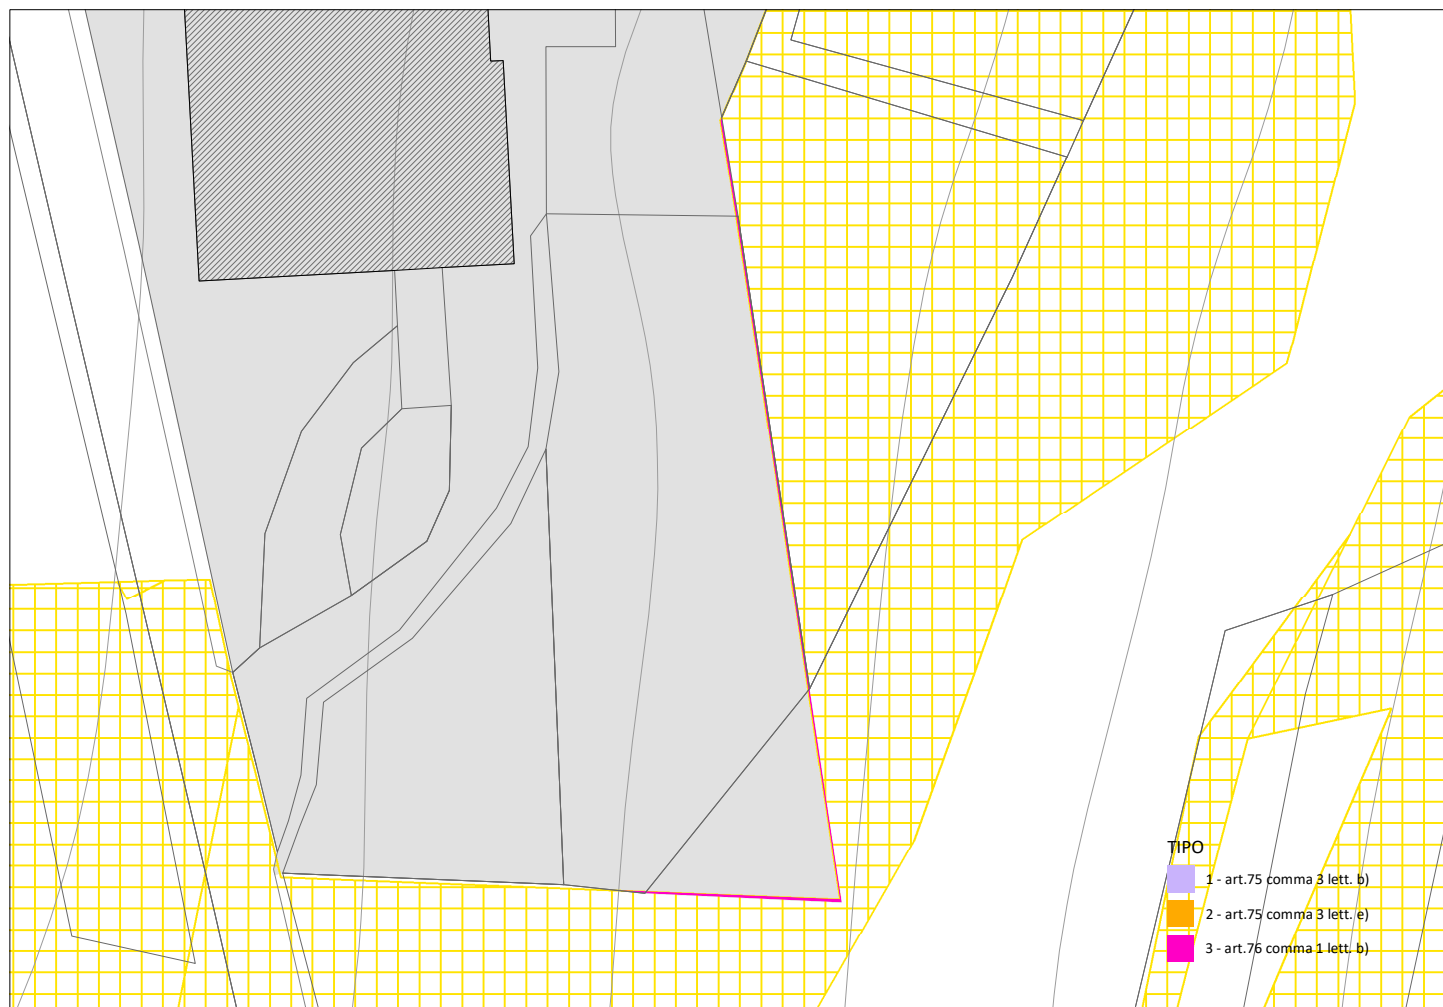 TIPO
1 - art.75 comma 3 lett. b)
2 - art.75 comma 3 lett. e)
3 - art.76 comma 1 lett. b)